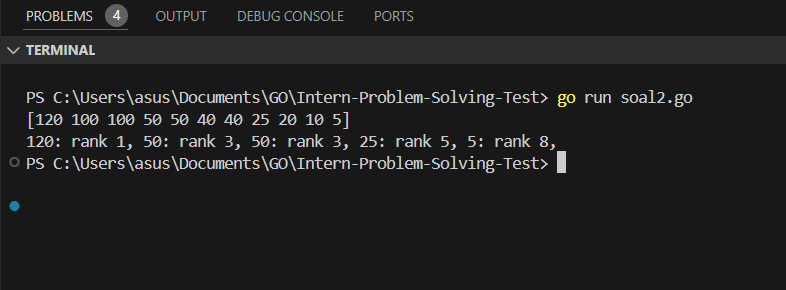 PROBLEMS 4 OUTPUT DEBUG CONSOLE PORTS
TERMINAL
PS C:\Users\asus\Documents\GO\Intern-Problem-Solving-Test> go run soal2.go
[120 100 100 50 50 40 40 25 20 10 5]
120: rank 1, 50: rank 3, 50: rank 3, 25: rank 5, 5: rank 8,
PS C:\Users\asus\Documents\GO\Intern-Problem-Solving-Test>